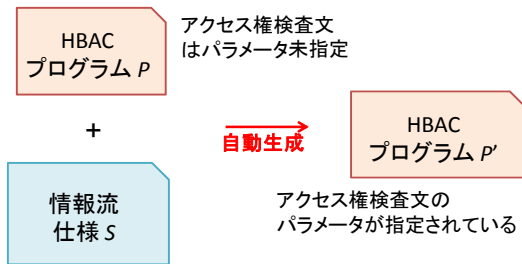 HBAC
プログラム P
アクセス権検査文
はパラメータ未指定
+
情報流
仕様 S
自動生成
HBAC
プログラム P'
アクセス権検査文の
パラメータが指定されている